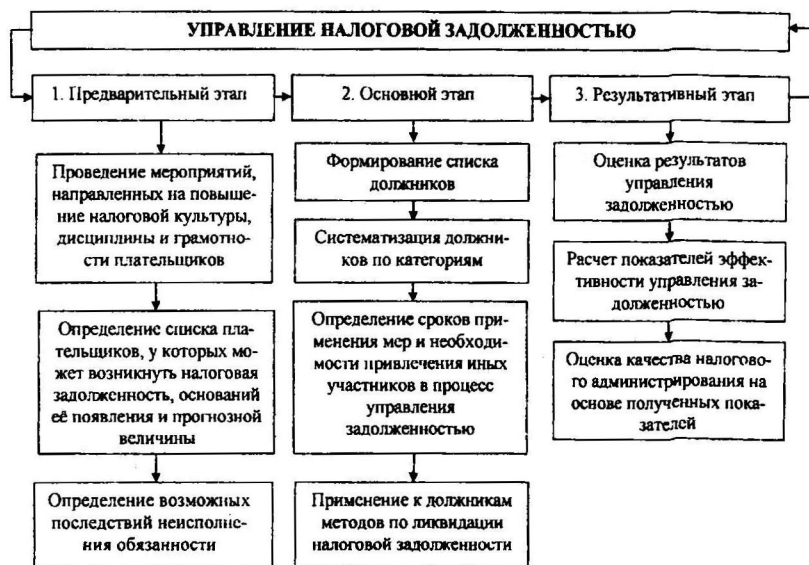 УПРАВЛЕНИЕ НАЛОГОВОЙ ЗАДОЛЖЕННОСТЬЮ
1. Предварительный этап
Проведение мероприятий,
направленных на повыше-
ние налоговой культуры,
дисциплины и грамотно-
сти плательщиков
Определение списка пла-
тельщиков, у которых мо-
жет возникнуть налоговая
задолженность, оснований
её появления и прогнозной
величины
Определение возможных
последствий неисполне-
ния обязанности
2. Основной этап
Формирование списка
должников
Систематизация должни-
ков по категориям
Определение сроков при-
менения мер и необходи-
мости привлечения иных
участников в процесс
управления
задолженностью
Применение к должникам
методов по ликвидации
налоговой задолженности
3. Результативный этап
Оценка результатов
управления
задолженностью
Расчет показателей эффек-
тивности управления за-
долженностью
Оценка качества налогово-
го администрирования на
основе полученных пока-
зателей